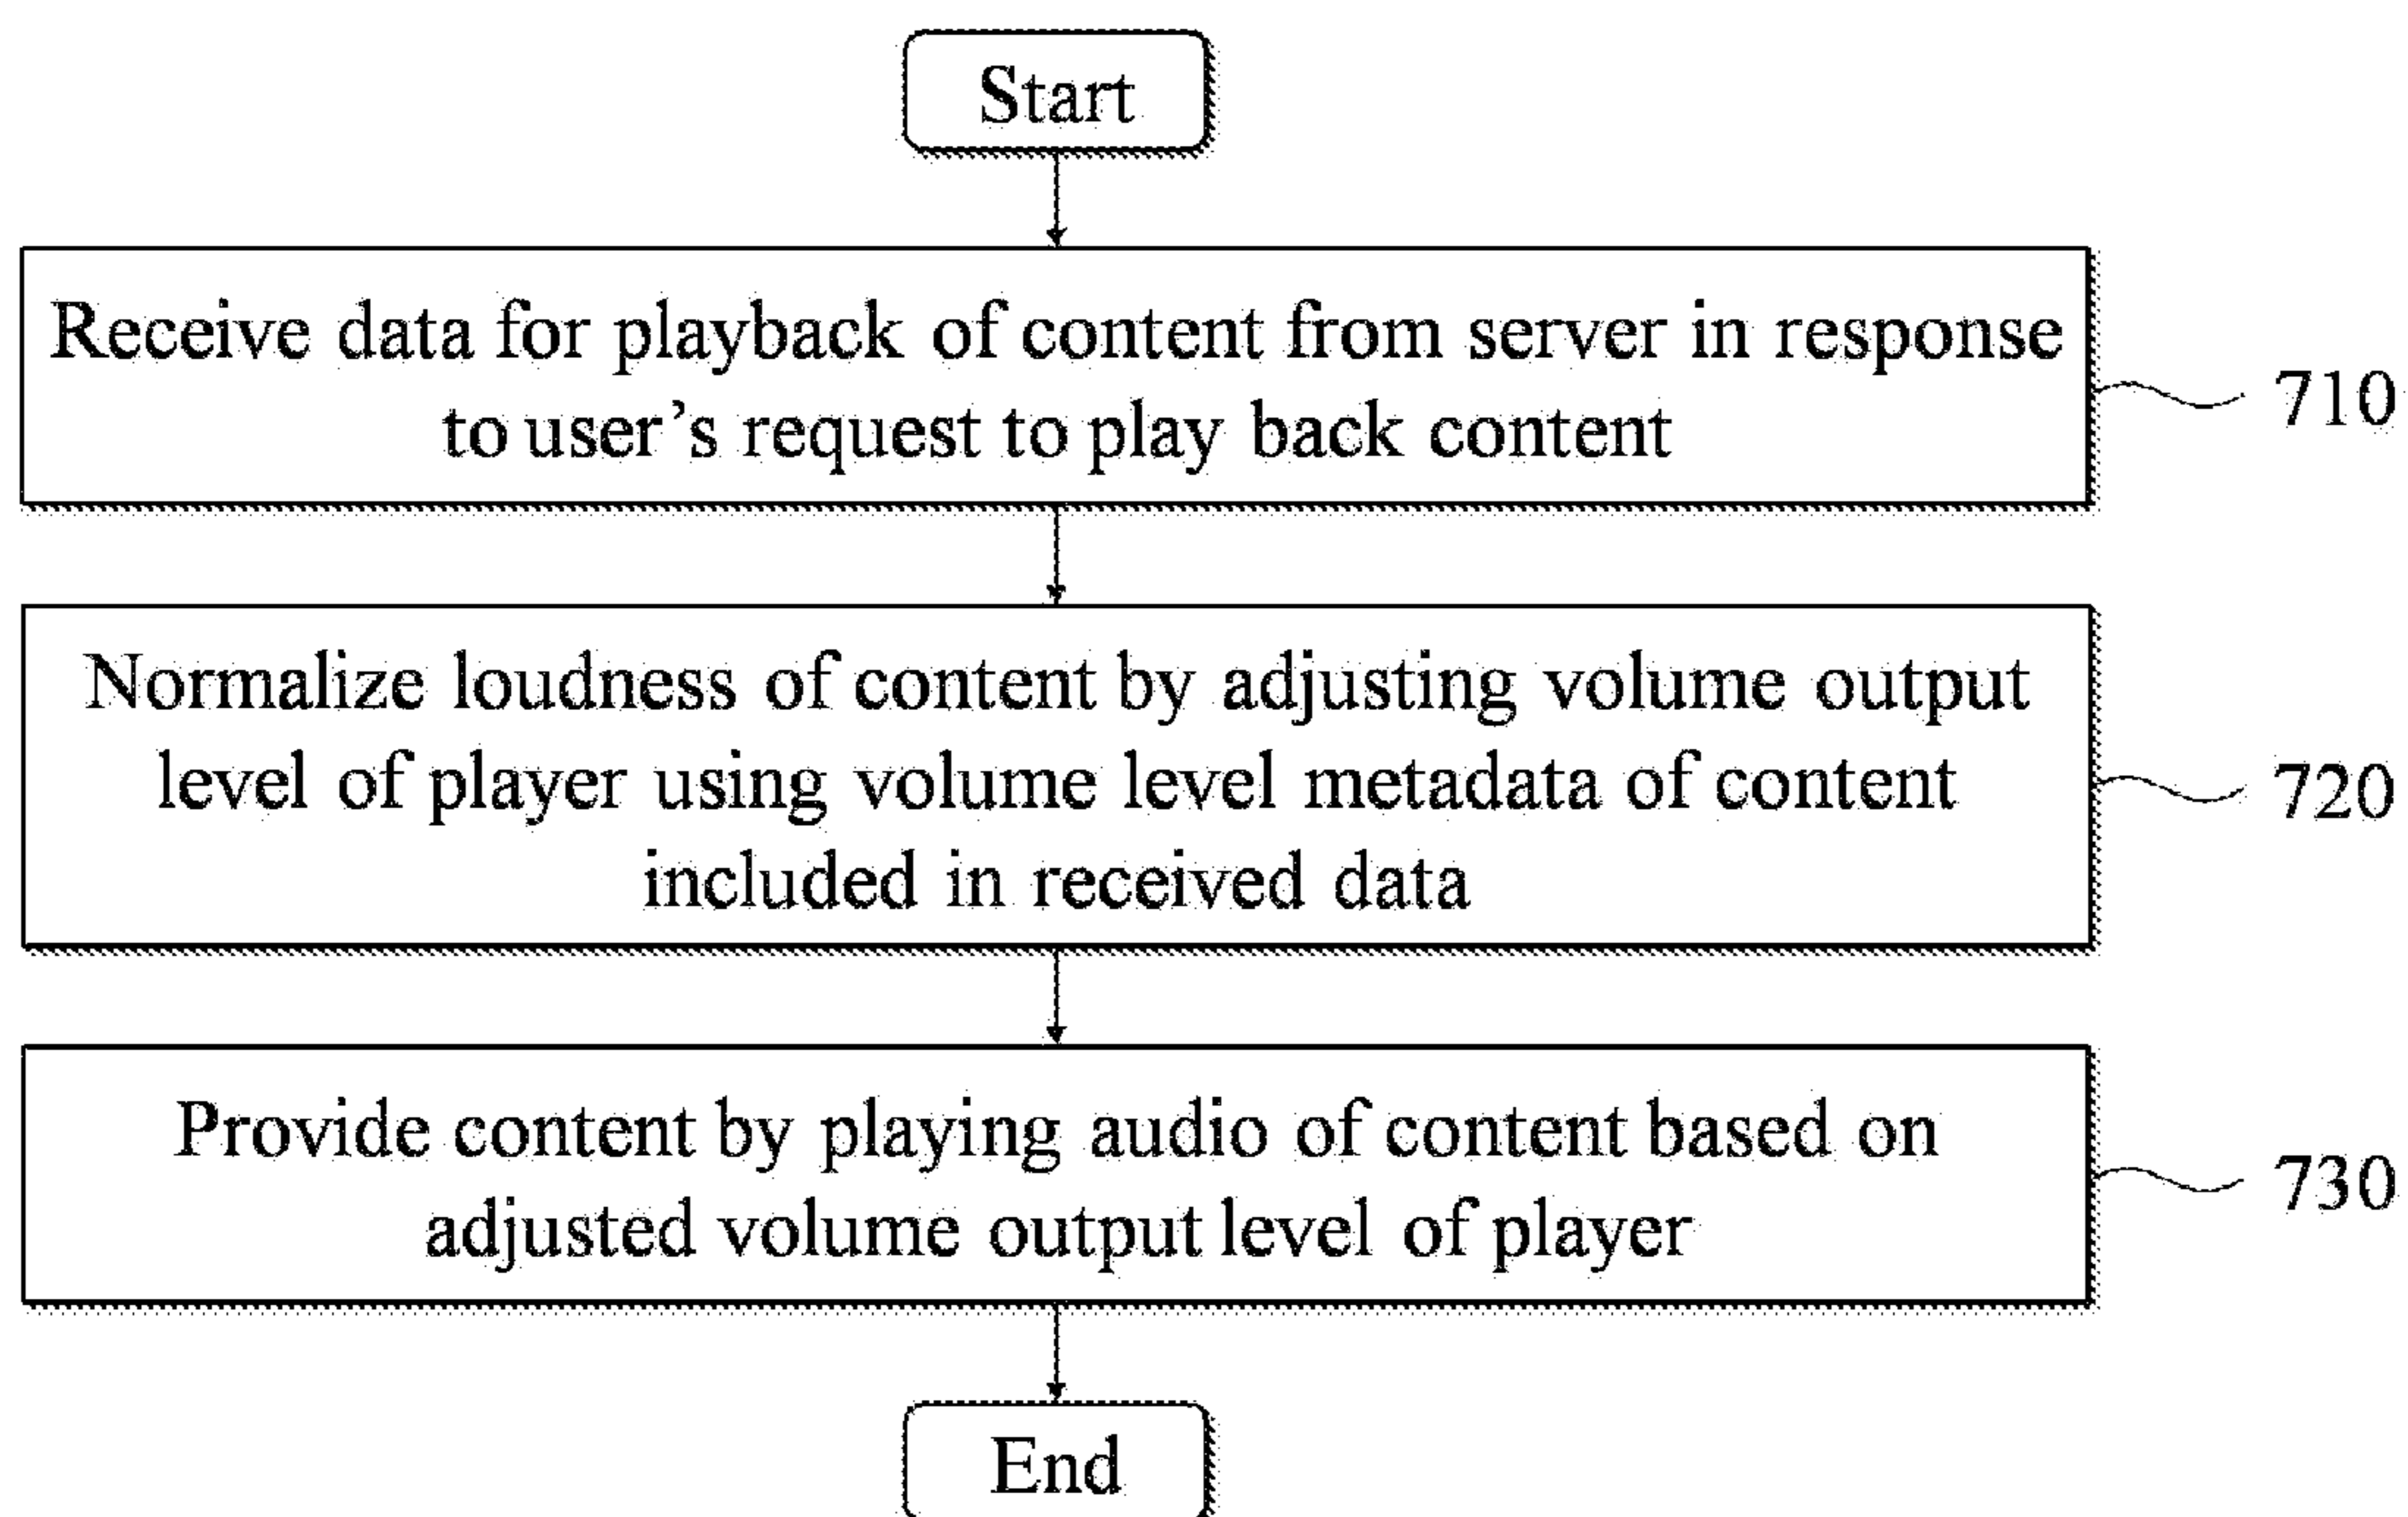 Start
Receive data for playback of content from server in response
to user’s request to play back content
710
Normalize loudness of content by adjusting volume output
level of player using volume level metadata of content
included in received data
720
Provide content by playing audio of content based on
adjusted volume output level of player
730
End